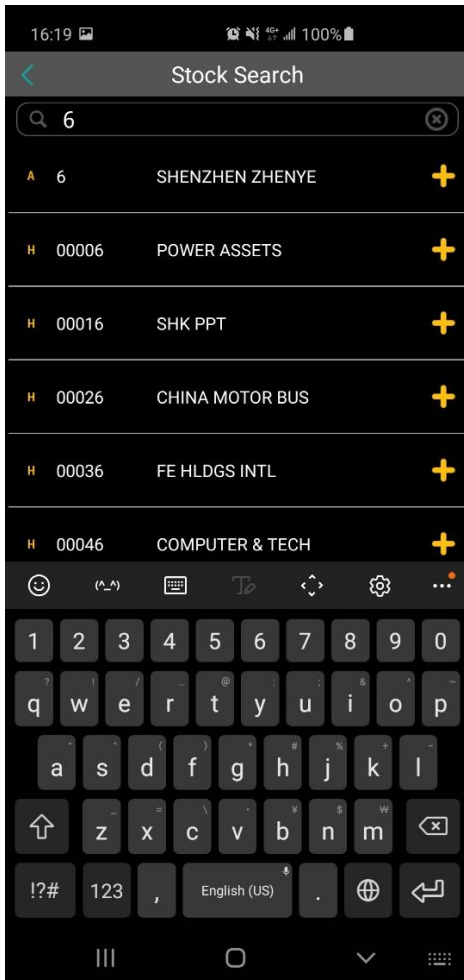 16:19 4G+ 100%
Stock Search
6
A 6 SHENZHEN ZHENYE
H 00006 POWER ASSETS
H 00016 SHK PPT
H 00026 CHINA MOTOR BUS
H 00036 FE HLDGS INTL
H 00046 COMPUTER & TECH
(^_^)
1 2 3 4 5 6 7 8 9 0
q w e r t y u i o p
a s d f g h j k l
z x c v b n m
!?# 123 , English (US) .